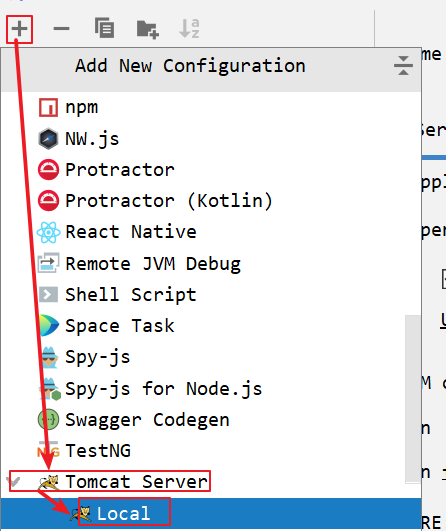 Add New Configuration
npm
NW.js
Protractor
Protractor (Kotlin)
React Native
Remote JVM Debug
Shell Script
Space Task
Spy-js
Spy-js for Node.js
Swagger Codegen
TestNG
Tomcat Server
Local